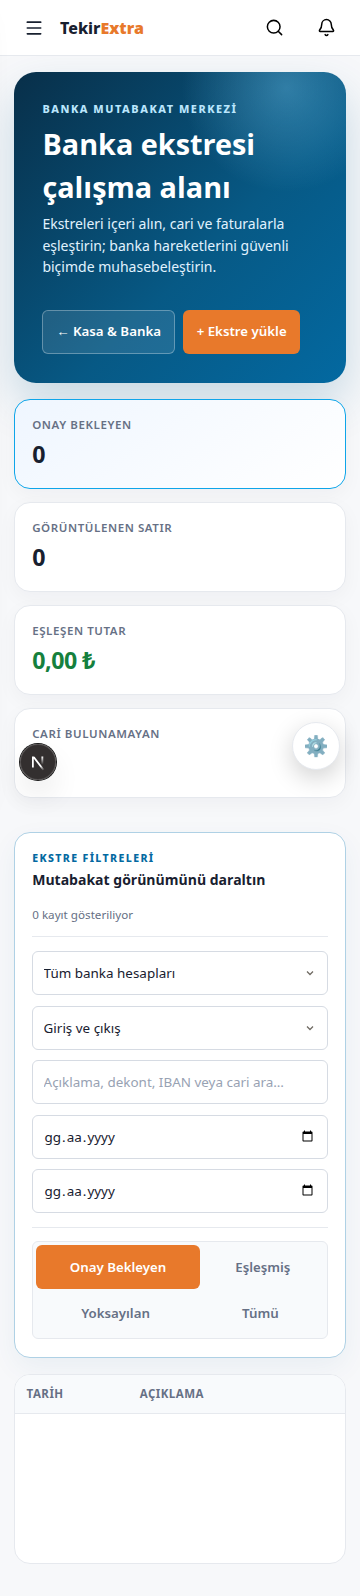 TekirExtra
BANKA MUTABAKAT MERKEZİ
Banka ekstresi
çalışma alanı
Ekstreleri içeri alın, cari ve faturalarla
eşleştirin; banka hareketlerini güvenli
biçimde muhasebeleştirin.
← Kasa & Banka
+ Ekstre yükle
ONAY BEKLEYEN
0
GÖRÜNTÜLENEN SATIR
0
EŞLEŞEN TUTAR
0,00 ₺
CARİ BULUNAMAYAN
N
EKSTRE FİLTRELERİ
Mutabakat görünümünü daraltın
0 kayıt gösteriliyor
Tüm banka hesapları
Giriş ve çıkış
Açıklama, dekont, IBAN veya cari ara...
gg.aa.yyyy
gg.aa.yyyy
Onay Bekleyen
Eşleşmiş
Yoksayılan
Tümü
TARİH AÇIKLAMA